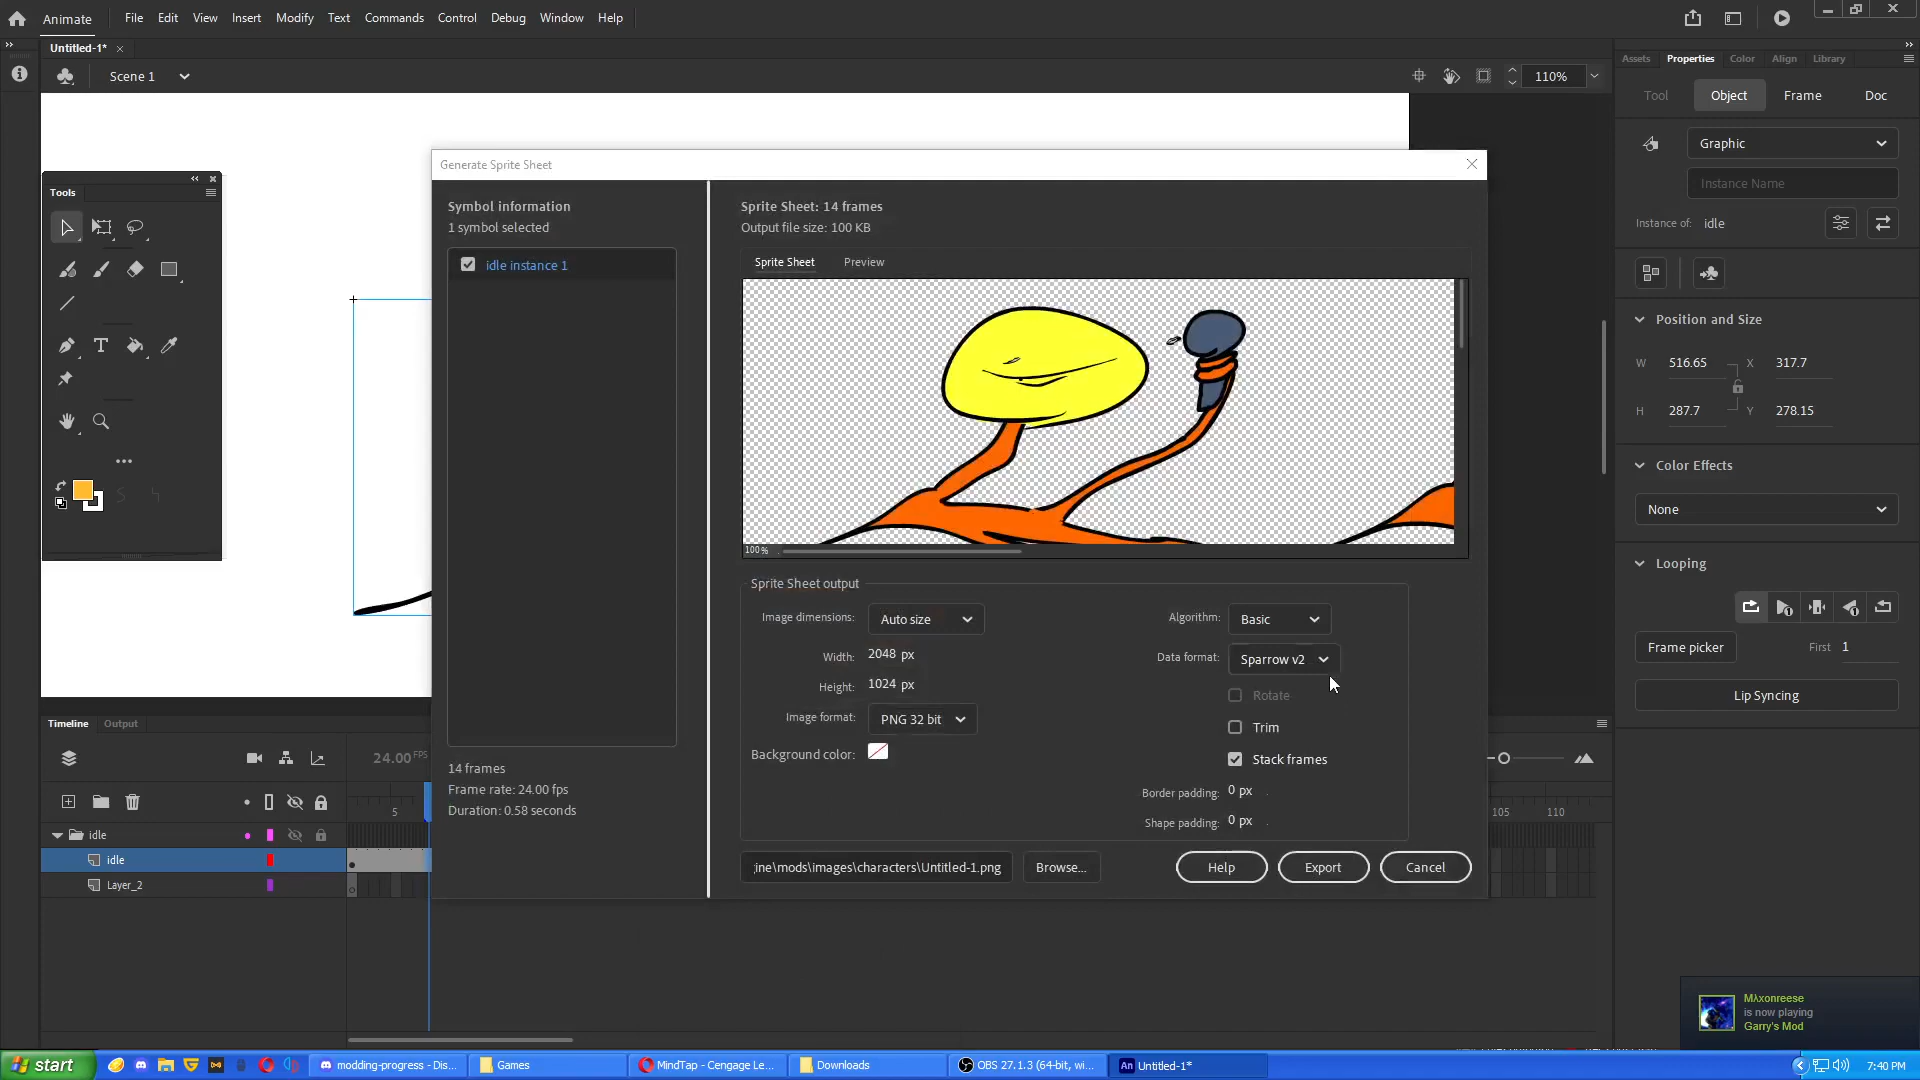 Animate
File Edit View Insert Modify Text Commands Control Debug Window Help
Untitled-1*
Scene 1
110%
Assets Properties Color Align Library
Tool Object Frame Doc
Graphic
Instance Name
Instance of: idle
Position and Size
W 516.65 X 317.7
H 287.7 Y 278.15
Color Effects
None
Looping
Frame picker First 1
Lip Syncing
Tools
Generate Sprite Sheet
Symbol information
1 symbol selected
idle instance 1
14 frames
Frame rate: 24.00 fps
Duration: 0.58 seconds
Sprite Sheet: 14 frames
Output file size: 100 KB
Sprite Sheet Preview
100 %
Sprite Sheet output
Image dimensions: Auto size
Width: 2048 px
Height: 1024 px
Image format: PNG 32 bit
Background color:
Algorithm: Basic
Data format: Sparrow v2
Rotate
Trim
Stack frames
Border padding: 0 px
Shape padding: 0 px
ine\mods\images\characters\Untitled-1.png Browse... Help Export Cancel
Timeline Output
24.00 FPS
5 105 110
idle
idle
Layer_2
Mλxonreese
is now playing
Garry's Mod
start modding-progress - Dis... Games MindTap - Cengage Le... Downloads OBS 27.1.3 (64-bit, wi... An Untitled-1* 7:40 PM